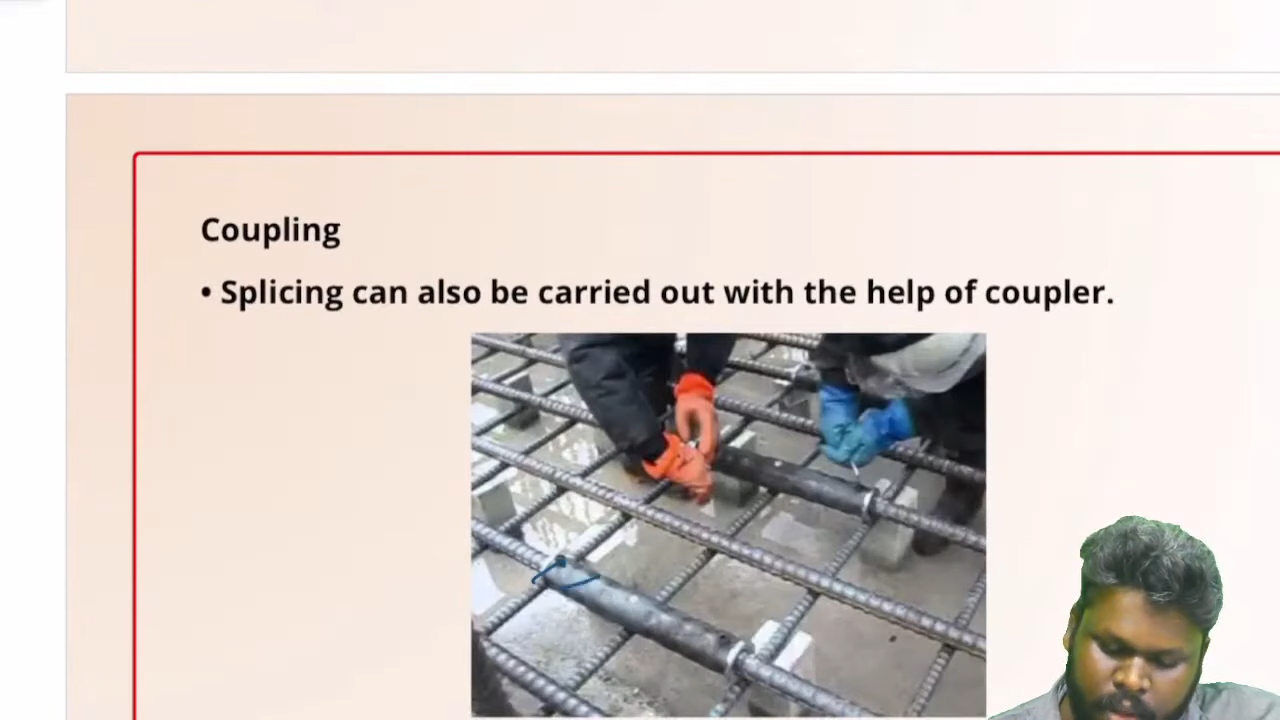 Coupling
• Splicing can also be carried out with the help of coupler.